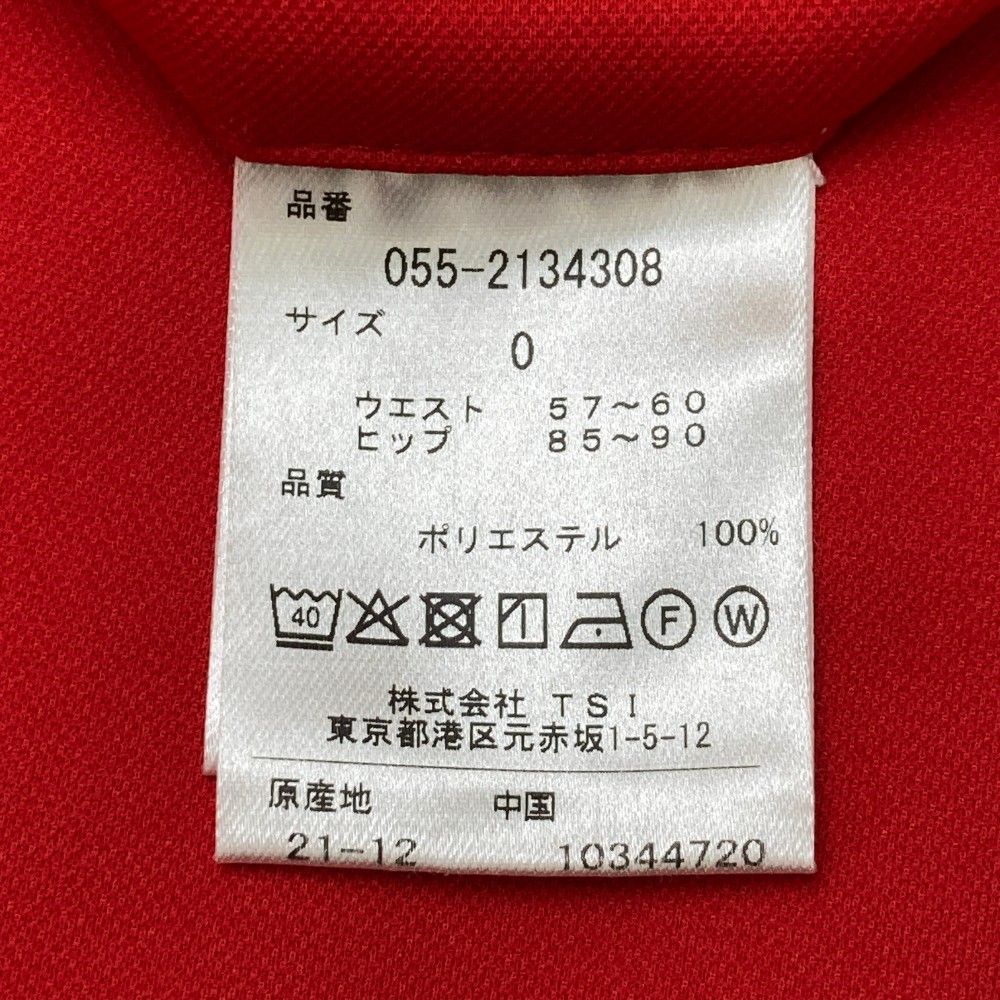 品番
055-2134308
サイズ
0
ウエスト 57〜60
ヒップ 85〜90
品質
ポリエステル 100%
40 1 F W
株式会社 TSI
東京都港区元赤坂1-5-12
原産地 中国
21-12 10344720